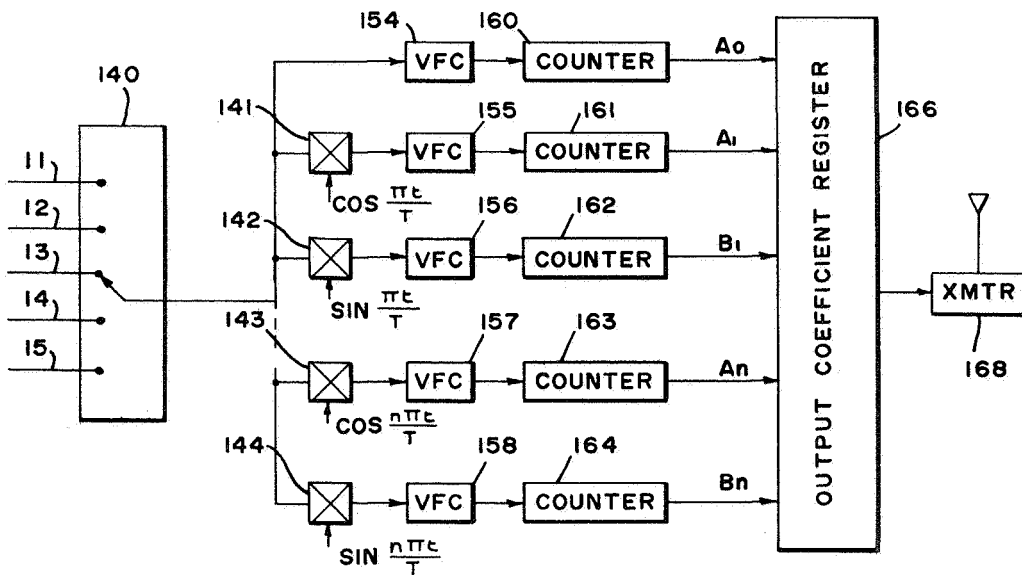 154
160
VFC
COUNTER
A0
140
141
155
161
VFC
COUNTER
A1
COS πt/T
11
12
13
14
15
142
156
162
VFC
COUNTER
B1
SIN πt/T
143
157
163
VFC
COUNTER
An
COS nπt/T
144
158
164
VFC
COUNTER
Bn
SIN nπt/T
OUTPUT COEFFICIENT REGISTER
166
XMTR
168